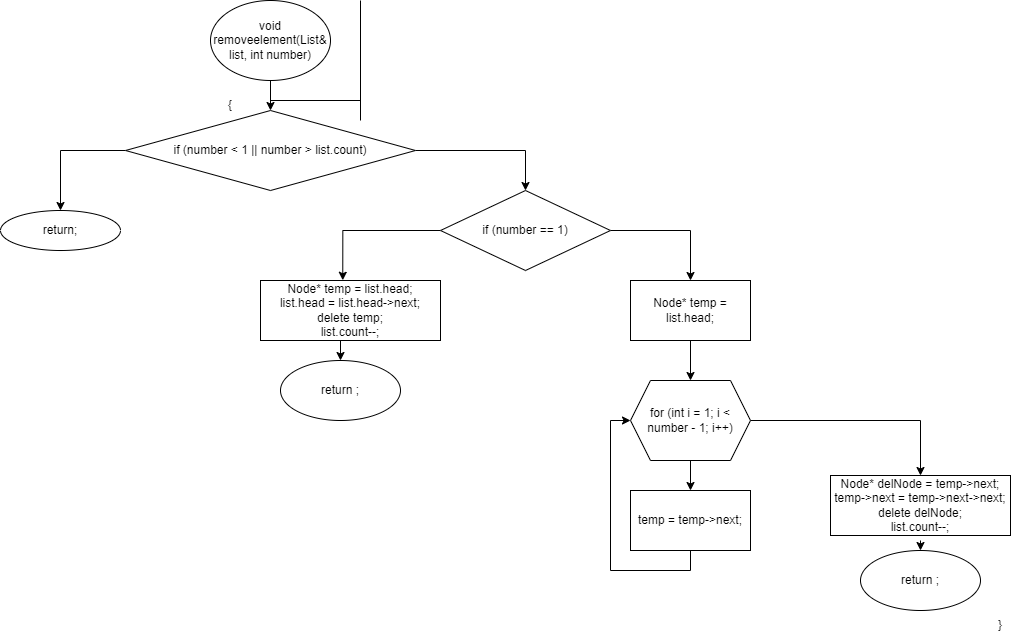 void
removeelement(List&
list, int number)
{
if (number < 1 || number > list.count)
return;
if (number == 1)
Node* temp = list.head;
list.head = list.head->next;
delete temp;
list.count--;
return ;
Node* temp =
list.head;
for (int i = 1; i <
number - 1; i++)
temp = temp->next;
Node* delNode = temp->next;
temp->next = temp->next->next;
delete delNode;
list.count--;
return ;
}